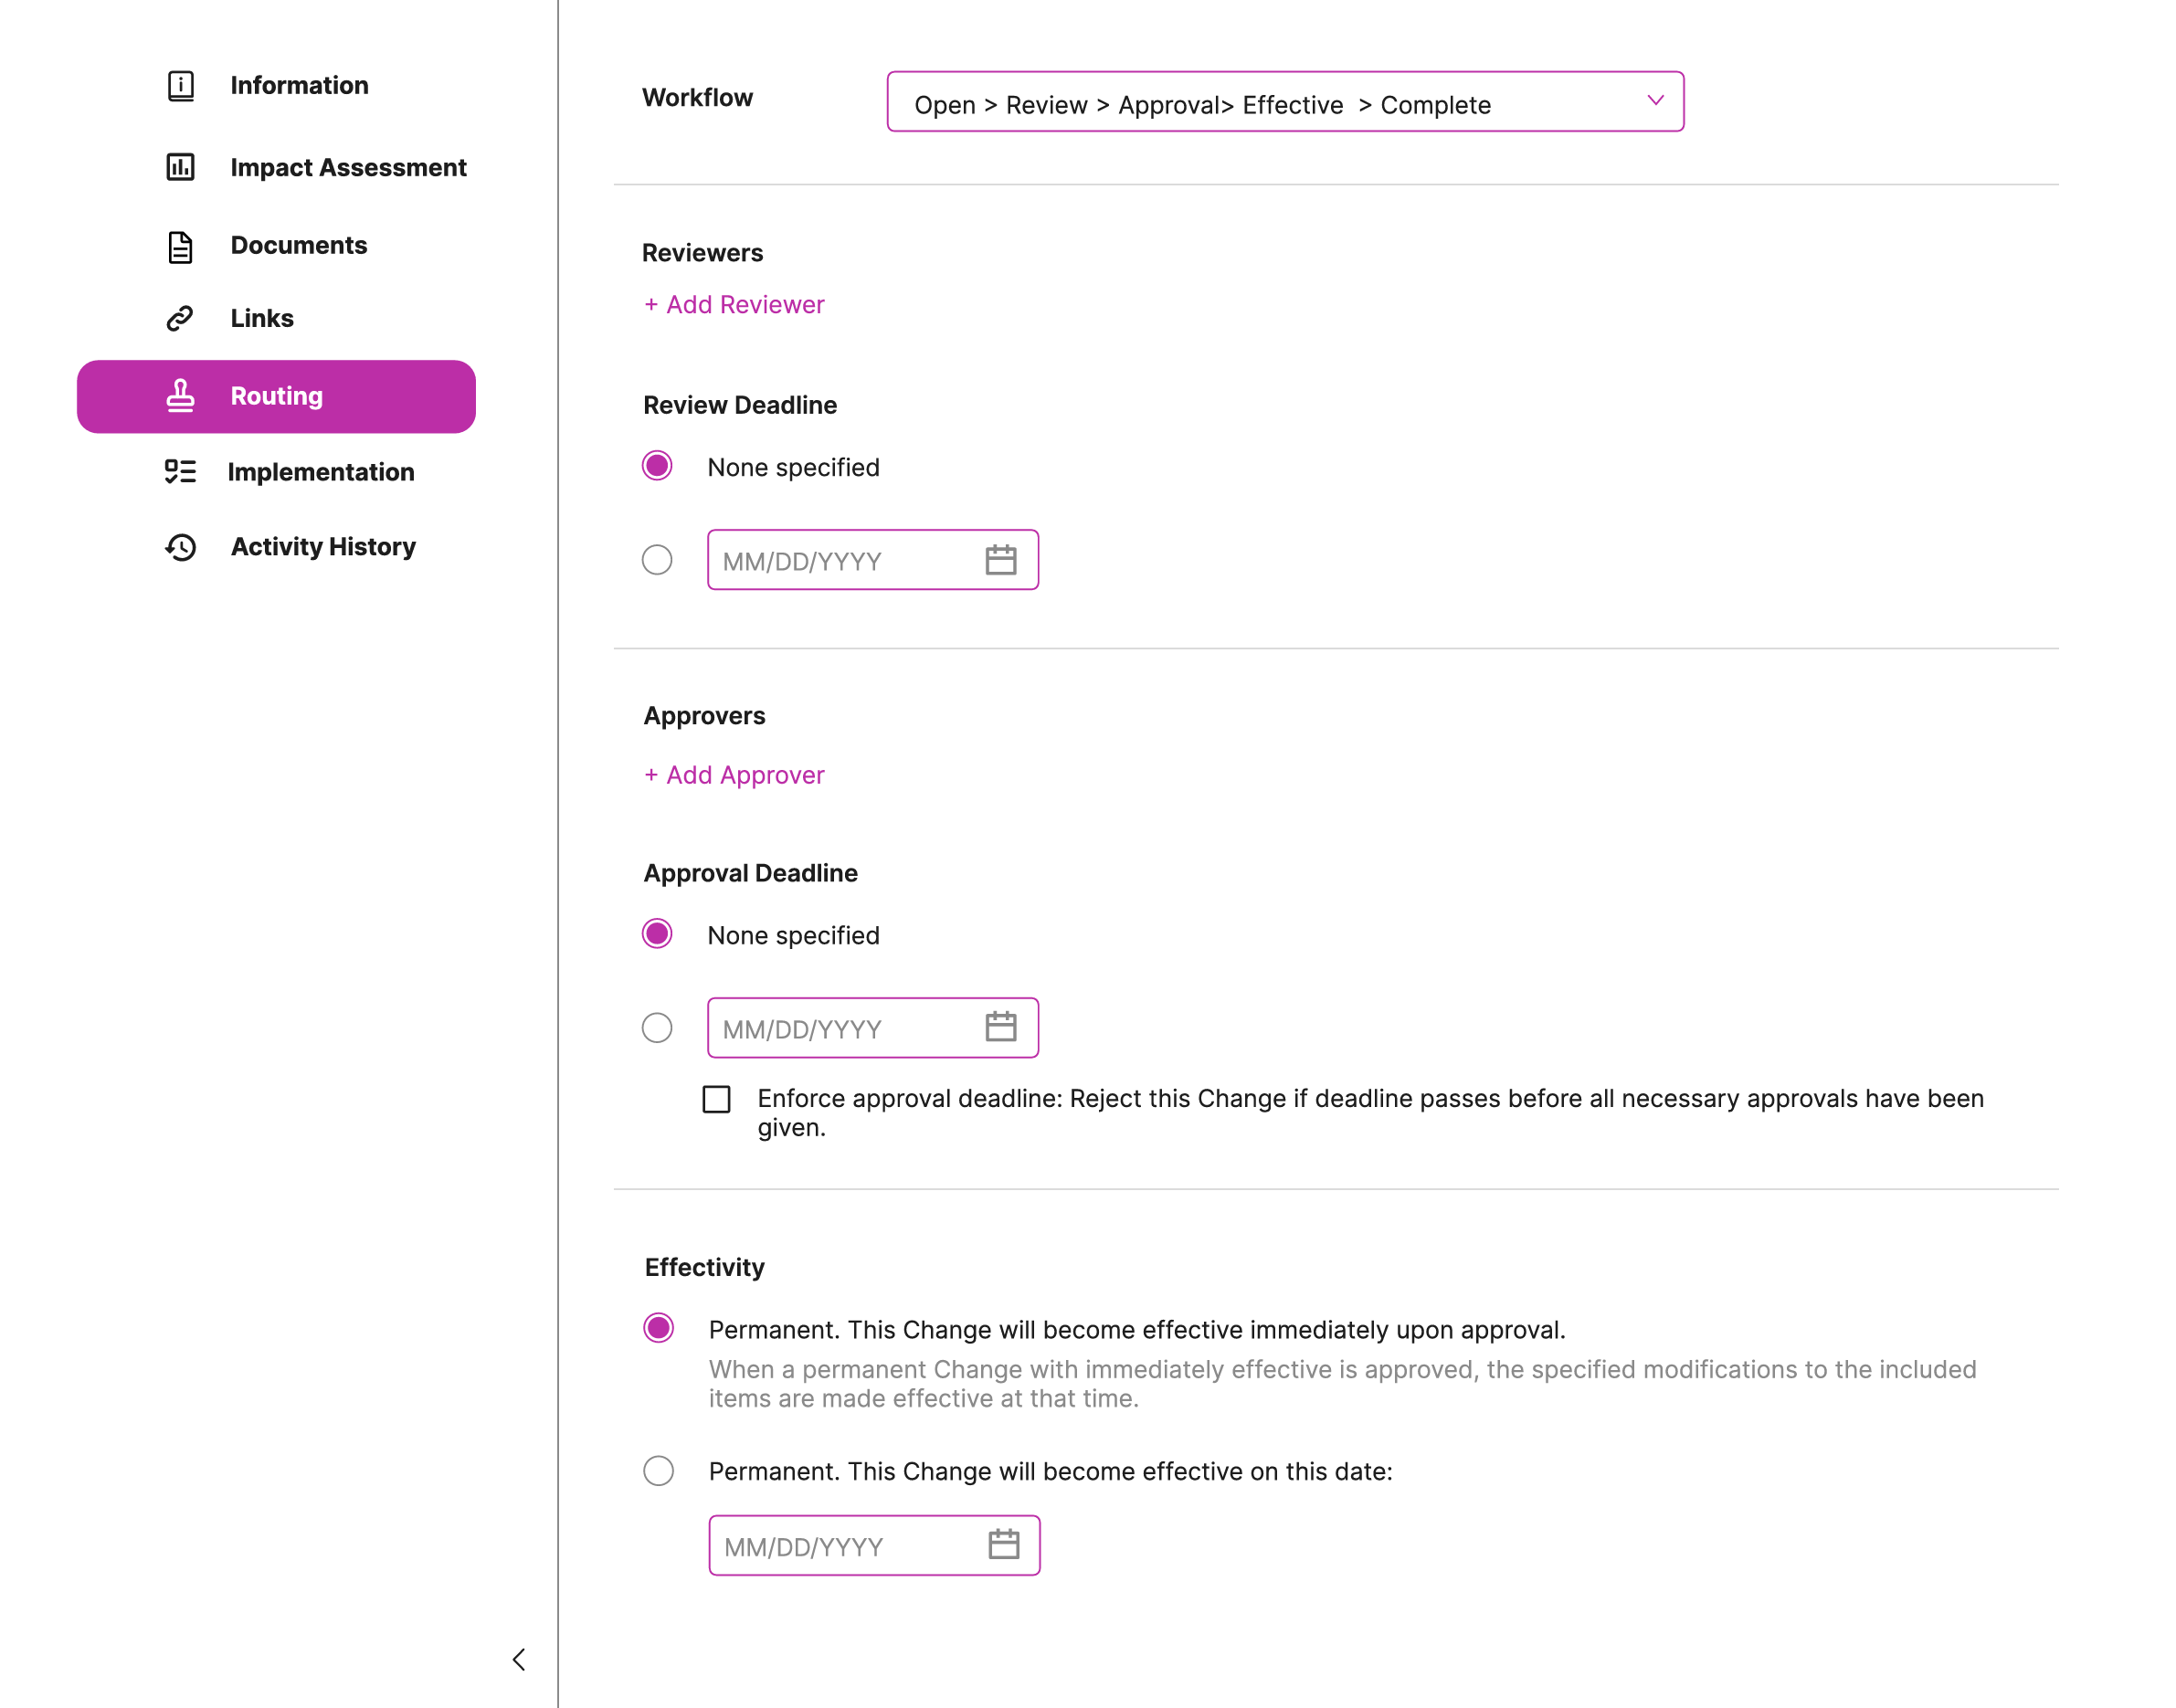 Information
Impact Assessment
Documents
Links
Routing
Implementation
Activity History
Workflow
Open > Review > Approval> Effective  > Complete
Reviewers
+ Add Reviewer
Review Deadline
None specified
MM/DD/YYYY
Approvers
+ Add Approver
Approval Deadline
None specified
MM/DD/YYYY
Enforce approval deadline: Reject this Change if deadline passes before all necessary approvals have been
given.
Effectivity
Permanent. This Change will become effective immediately upon approval.
When a permanent Change with immediately effective is approved, the specified modifications to the included
items are made effective at that time.
Permanent. This Change will become effective on this date:
MM/DD/YYYY